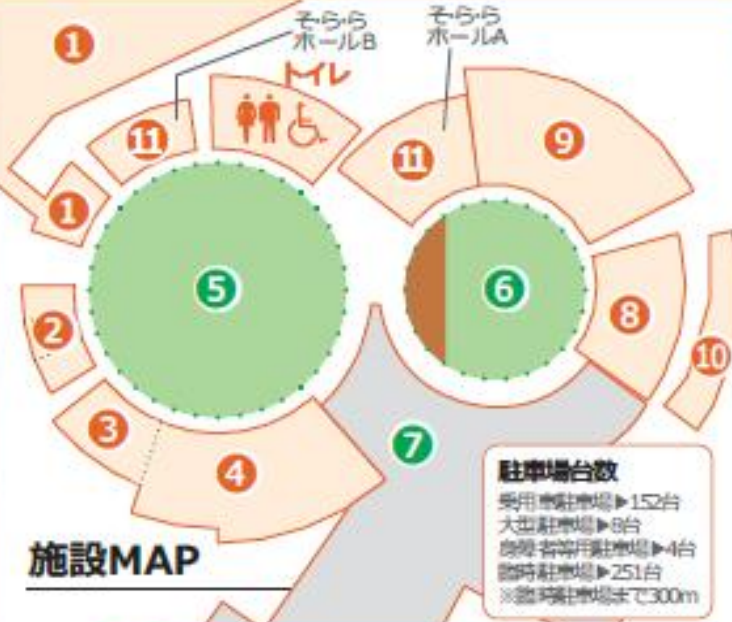 そ・ら・ら
ホールB
そ・ら・ら
ホールA
トイレ
1
11
11
9
1
5
6
8
2
10
3
7
4
駐車場台数
乗用車駐車場▶152台
大型駐車場▶8台
身障者等用駐車場▶4台
臨時駐車場▶251台
※臨時駐車場まで300m
施設MAP